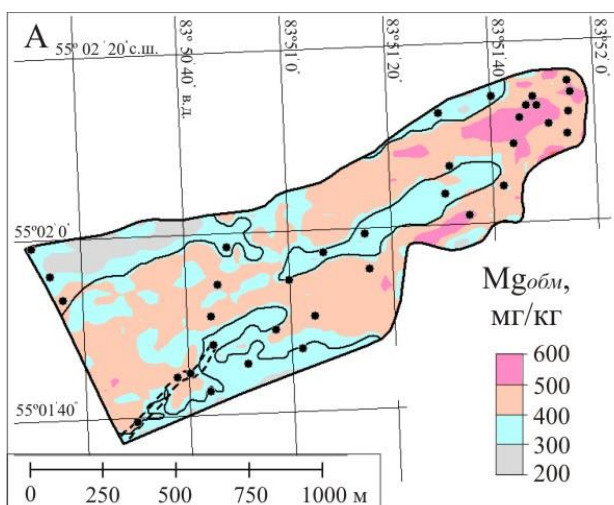 А
55° 02' 20" с.ш.
83° 50' 40" в.д.
83° 51' 0"
83° 51' 20"
83° 51' 40"
83° 52' 0"
55° 02' 0"
55° 01' 40"
Mgобм,
мг/кг
600
500
400
300
200
0 250 500 750 1000 м